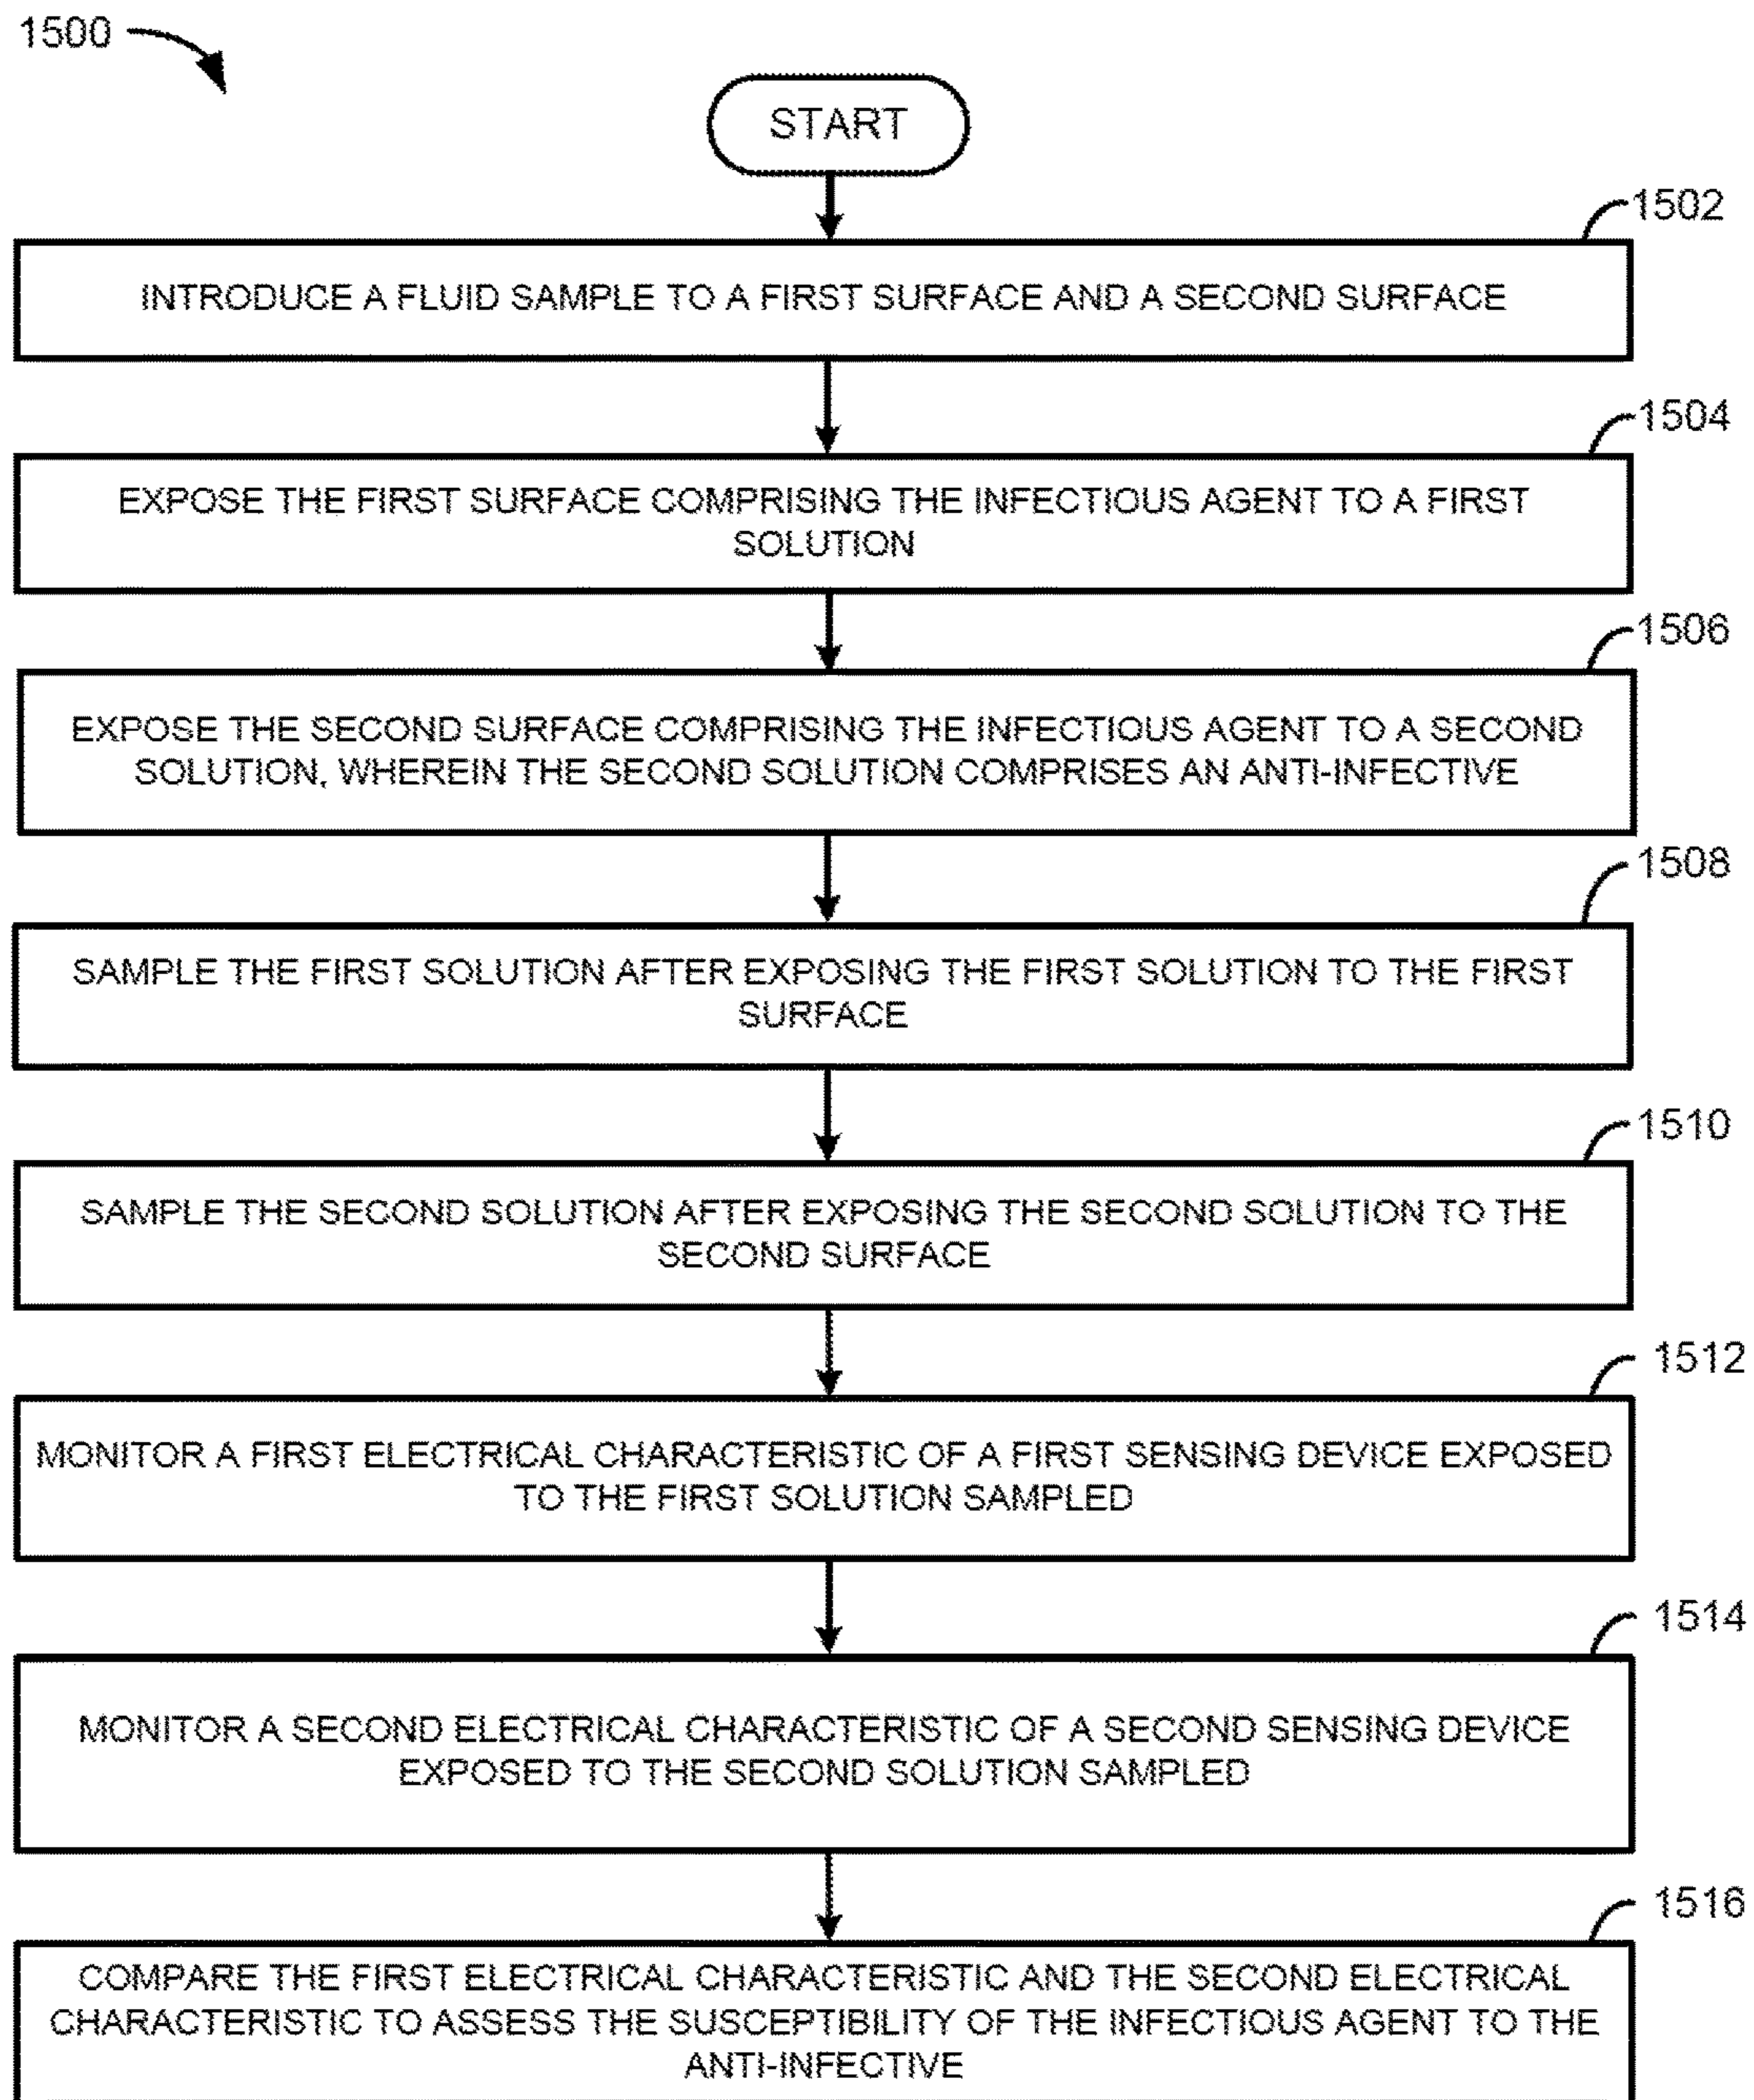 1500
START
1502
INTRODUCE A FLUID SAMPLE TO A FIRST SURFACE AND A SECOND SURFACE
1504
EXPOSE THE FIRST SURFACE COMPRISING THE INFECTIOUS AGENT TO A FIRST
SOLUTION
1506
EXPOSE THE SECOND SURFACE COMPRISING THE INFECTIOUS AGENT TO A SECOND
SOLUTION, WHEREIN THE SECOND SOLUTION COMPRISES AN ANTI-INFECTIVE
1508
SAMPLE THE FIRST SOLUTION AFTER EXPOSING THE FIRST SOLUTION TO THE FIRST
SURFACE
1510
SAMPLE THE SECOND SOLUTION AFTER EXPOSING THE SECOND SOLUTION TO THE
SECOND SURFACE
1512
MONITOR A FIRST ELECTRICAL CHARACTERISTIC OF A FIRST SENSING DEVICE EXPOSED
TO THE FIRST SOLUTION SAMPLED
1514
MONITOR A SECOND ELECTRICAL CHARACTERISTIC OF A SECOND SENSING DEVICE
EXPOSED TO THE SECOND SOLUTION SAMPLED
1516
COMPARE THE FIRST ELECTRICAL CHARACTERISTIC AND THE SECOND ELECTRICAL
CHARACTERISTIC TO ASSESS THE SUSCEPTIBILITY OF THE INFECTIOUS AGENT TO THE
ANTI-INFECTIVE